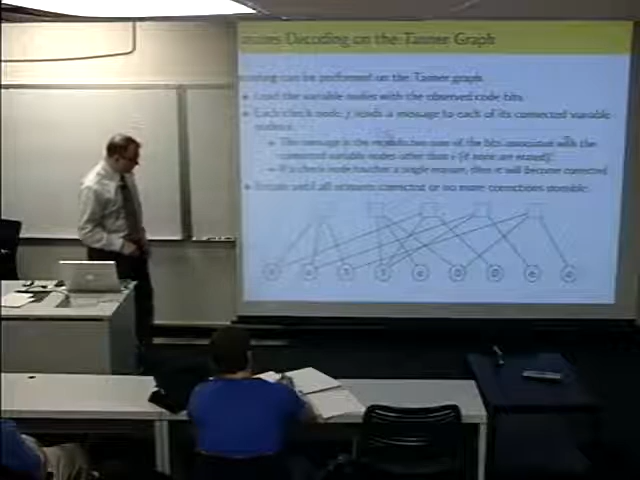 Decoding on the Tanner Graph
can be performed on the Tanner graph.
Load the variable nodes with the observed code bits.
Each check node j sends a message to each of its connected variable
nodes.
The message is the modulo-two sum of the bits associated with the
connected variable nodes other than i (if none are erased).
If a check node touches a single erasure, then it will become corrected.
Iterate until all erasures corrected or no more corrections possible.